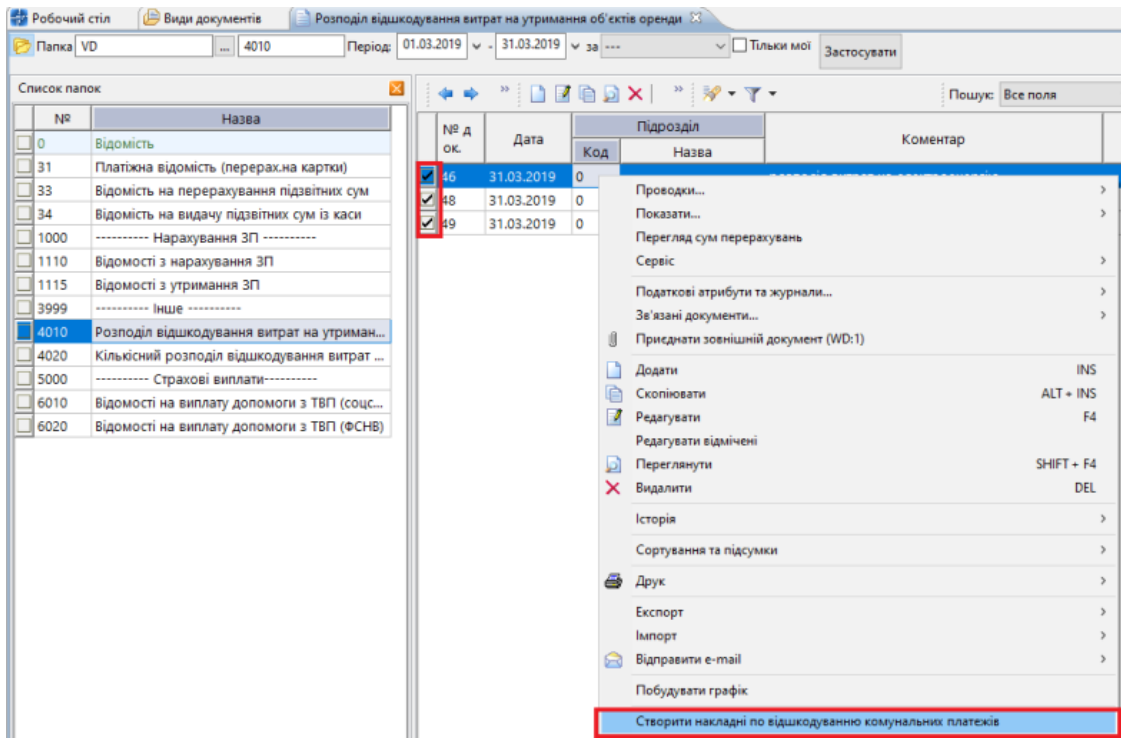 Робочий стіл Види документів Розподіл відшкодування витрат на утримання об'єктів оренди
Папка VD ... 4010 Період: 01.03.2019 - 31.03.2019 за --- Тільки мої Застосувати
Список папок
Пошук: Все поля
№ Назва
0 Відомість
31 Платіжна відомість (перерах.на картки)
33 Відомість на перерахування підзвітних сум
34 Відомість на видачу підзвітних сум із каси
1000 ---------- Нарахування ЗП ----------
1110 Відомості з нарахування ЗП
1115 Відомості з утримання ЗП
3999 ---------- Інше ----------
4010 Розподіл відшкодування витрат на утриман...
4020 Кількісний розподіл відшкодування витрат ...
5000 ---------- Страхові виплати----------
6010 Відомості на виплату допомоги з ТВП (соцс...
6020 Відомості на виплату допомоги з ТВП (ФСНВ)
№ д
ок.
Дата
Підрозділ
Код Назва
Коментар
46 31.03.2019 0
48 31.03.2019 0
49 31.03.2019 0
Проводки...
Показати...
Перегляд сум перерахувань
Сервіс
Податкові атрибути та журнали...
Зв'язані документи...
Приєднати зовнішній документ (WD:1)
Додати INS
Скопіювати ALT + INS
Редагувати F4
Редагувати відмічені
Переглянути SHIFT + F4
Видалити DEL
Історія
Сортування та підсумки
Друк
Експорт
Імпорт
Відправити e-mail
Побудувати графік
Створити накладні по відшкодуванню комунальних платежів